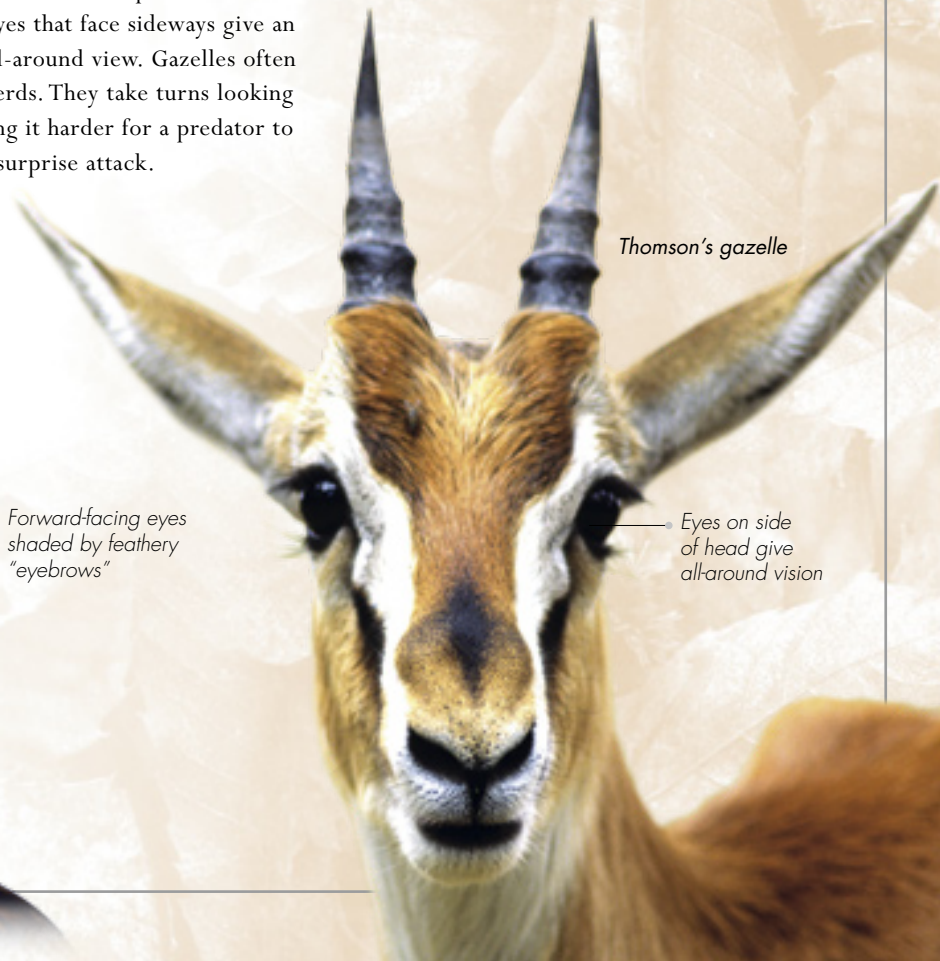 yes that face sideways give an
l-around view. Gazelles often
erds. They take turns looking
ng it harder for a predator to
surprise attack.
Thomson’s gazelle
Forward-facing eyes
shaded by feathery
“eyebrows”
Eyes on side
of head give
all-around vision